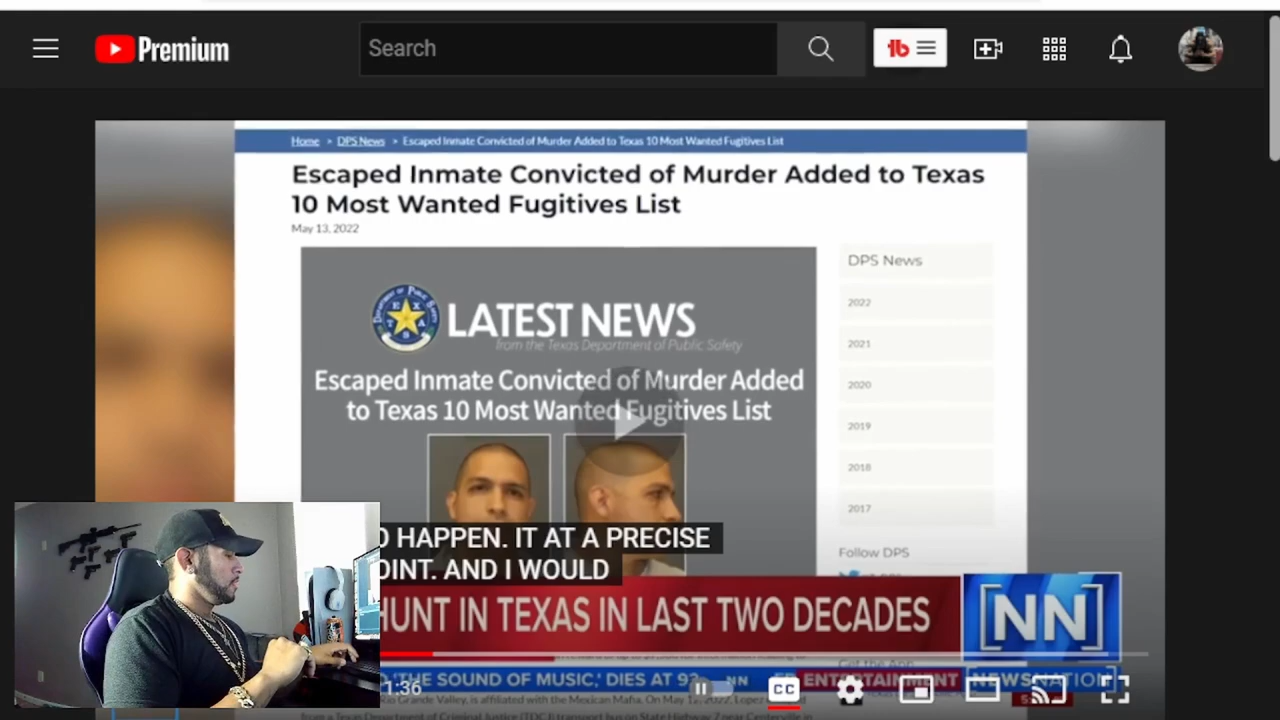 Premium
Search
tb
Home > DPS News > Escaped Inmate Convicted of Murder Added to Texas 10 Most Wanted Fugitives List
Escaped Inmate Convicted of Murder Added to Texas
10 Most Wanted Fugitives List
May 13, 2022
DPS News
LATEST NEWS
from the Texas Department of Public Safety
Escaped Inmate Convicted of Murder Added
to Texas 10 Most Wanted Fugitives List
2022
2021
2020
2019
2018
2017
Follow DPS
HAPPEN. IT AT A PRECISE
AND I WOULD
HUNT IN TEXAS IN LAST TWO DECADES
[NN]
'THE SOUND OF MUSIC,' DIES AT
NN
ENTERTAINMENT
NEWSNATION
1:36
CC